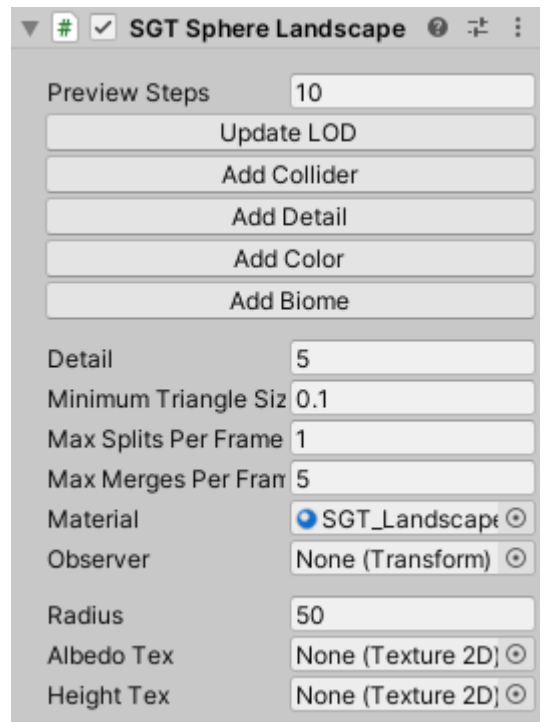 SGT Sphere Landscape
Preview Steps 10
Update LOD
Add Collider
Add Detail
Add Color
Add Biome
Detail 5
Minimum Triangle Siz 0.1
Max Splits Per Frame 1
Max Merges Per Fram 5
Material SGT_Landscape
Observer None (Transform)
Radius 50
Albedo Tex None (Texture 2D)
Height Tex None (Texture 2D)